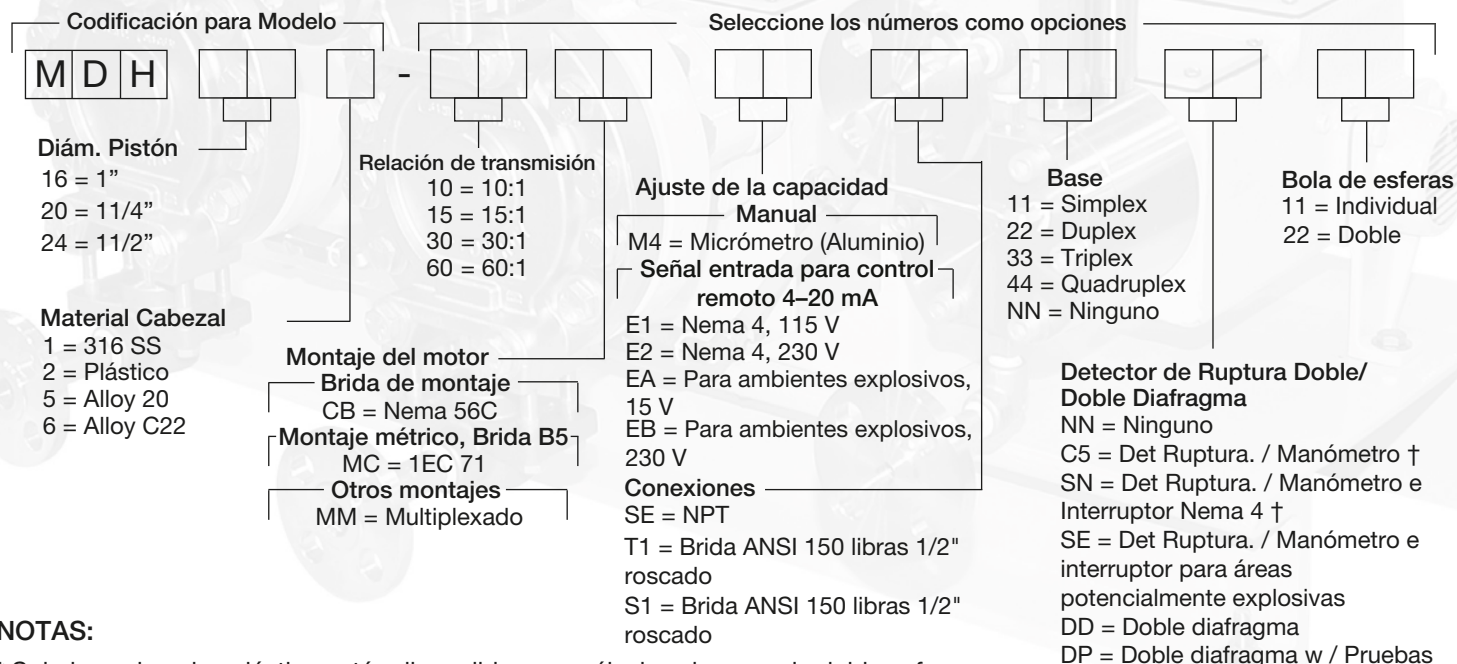 Codificación para Modelo
Seleccione los números como opciones
M D H -
Diám. Pistón
16 = 1”
20 = 11/4”
24 = 11/2”
Material Cabezal
1 = 316 SS
2 = Plástico
5 = Alloy 20
6 = Alloy C22
Relación de transmisión
10 = 10:1
15 = 15:1
30 = 30:1
60 = 60:1
Montaje del motor
Brida de montaje
CB = Nema 56C
Montaje métrico, Brida B5
MC = 1EC 71
Otros montajes
MM = Multiplexado
Ajuste de la capacidad
Manual
M4 = Micrómetro (Aluminio)
Señal entrada para control
remoto 4–20 mA
E1 = Nema 4, 115 V
E2 = Nema 4, 230 V
EA = Para ambientes explosivos,
15 V
EB = Para ambientes explosivos,
230 V
Conexiones
SE = NPT
T1 = Brida ANSI 150 libras 1/2"
roscado
S1 = Brida ANSI 150 libras 1/2"
roscado
Base
11 = Simplex
22 = Duplex
33 = Triplex
44 = Quadruplex
NN = Ninguno
Detector de Ruptura Doble/
Doble Diafragma
NN = Ninguno
C5 = Det Ruptura. / Manómetro †
SN = Det Ruptura. / Manómetro e
Interruptor Nema 4 †
SE = Det Ruptura. / Manómetro e
interruptor para áreas
potencialmente explosivas
DD = Doble diafragma
DP = Doble diafragma w / Pruebas
Bola de esferas
11 = Individual
22 = Doble
NOTAS: